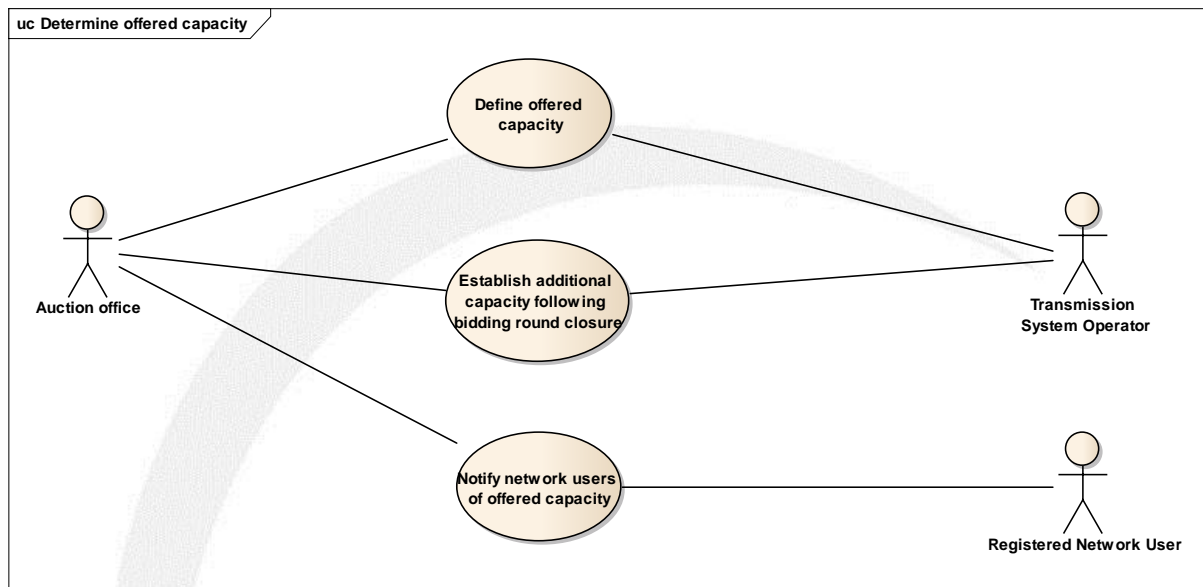 uc Determine offered capacity
Define offered
capacity
Establish additional
capacity following
bidding round closure
Auction office
Transmission
System Operator
Notify network users
of offered capacity
Registered Network User